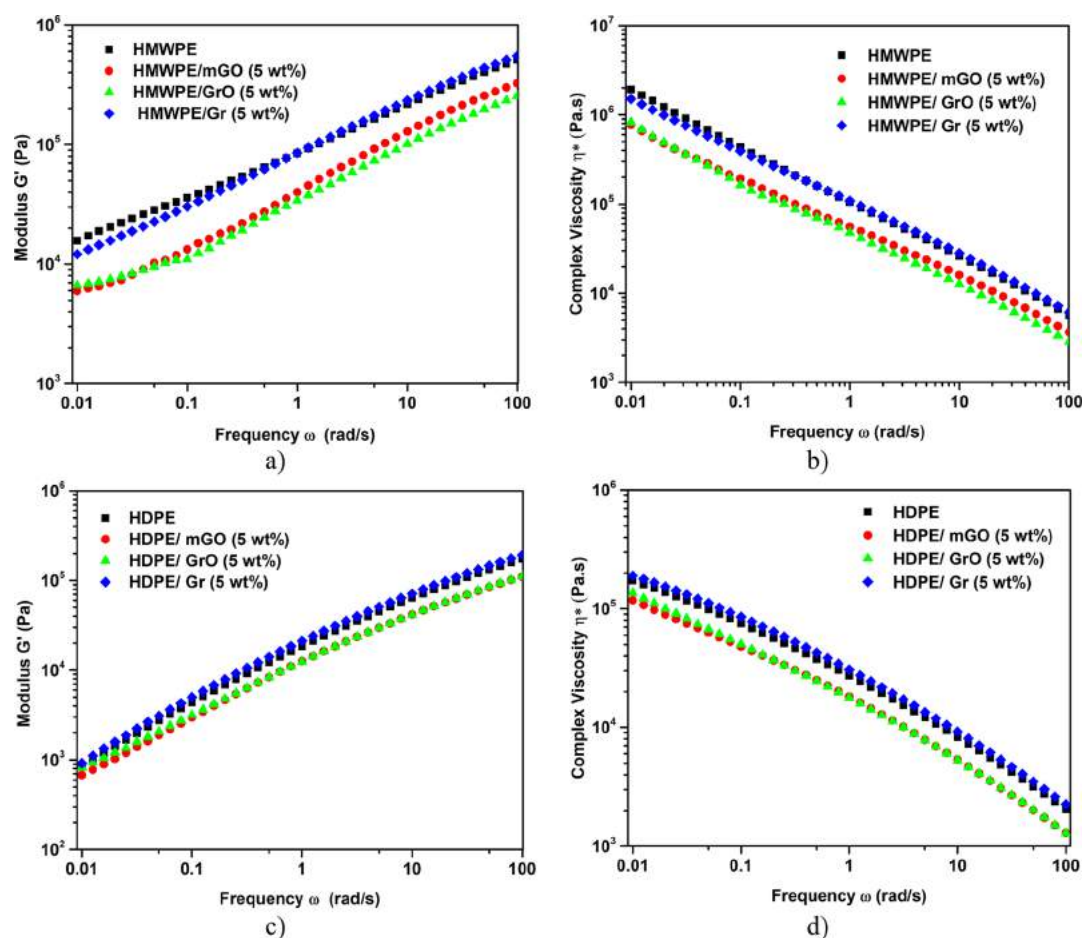 10⁶
10⁵
10⁴
10³
Modulus G' (Pa)
HMWPE
HMWPE/mGO (5 wt%)
HMWPE/GrO (5 wt%)
HMWPE/Gr (5 wt%)
0.01 0.1 1 10 100
Frequency ω (rad/s)
a)
10⁷
10⁶
10⁵
10⁴
10³
Complex Viscosity η* (Pa.s)
HMWPE
HMWPE/ mGO (5 wt%)
HMWPE/ GrO (5 wt%)
HMWPE/ Gr (5 wt%)
0.01 0.1 1 10 100
Frequency ω (rad/s)
b)
10⁶
10⁵
10⁴
10³
10²
Modulus G' (Pa)
HDPE
HDPE/ mGO (5 wt%)
HDPE/ GrO (5 wt%)
HDPE/ Gr (5 wt%)
0.01 0.1 1 10 100
Frequency ω (rad/s)
c)
10⁶
10⁵
10⁴
10³
Complex Viscosity η* (Pa.s)
HDPE
HDPE/ mGO (5 wt%)
HDPE/ GrO (5 wt%)
HDPE/ Gr (5 wt%)
0.01 0.1 1 10 100
Frequency ω (rad/s)
d)